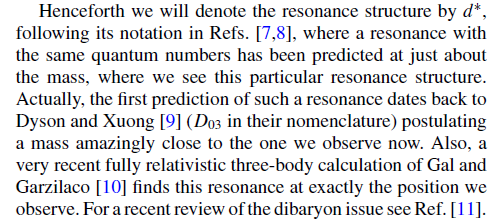 Henceforth we will denote the resonance structure by d*,
following its notation in Refs. [7,8], where a resonance with
the same quantum numbers has been predicted at just about
the mass, where we see this particular resonance structure.
Actually, the first prediction of such a resonance dates back to
Dyson and Xuong [9] (D03 in their nomenclature) postulating
a mass amazingly close to the one we observe now. Also, a
very recent fully relativistic three-body calculation of Gal and
Garzilaco [10] finds this resonance at exactly the position we
observe. For a recent review of the dibaryon issue see Ref. [11].